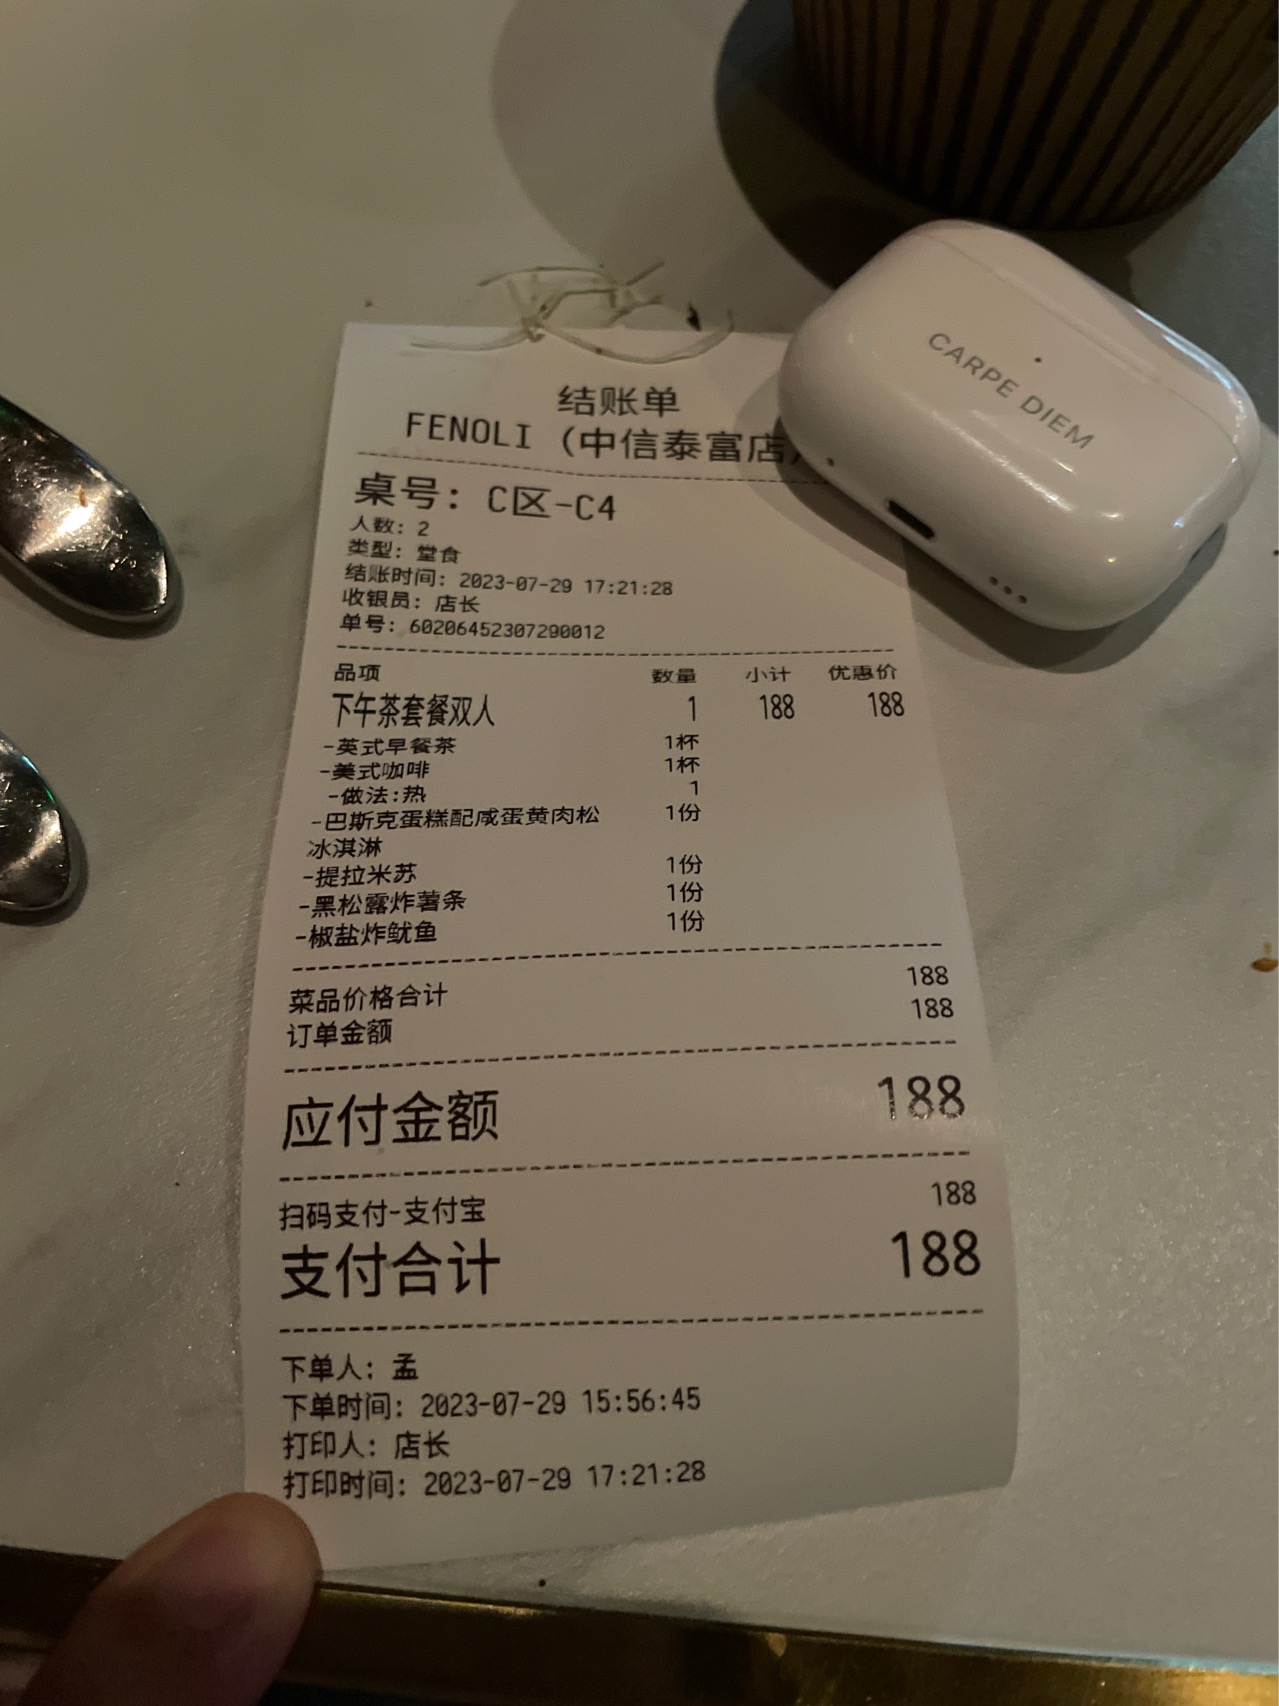 结账单
FENOLI (中信泰富店)
桌号: C区-C4
人数: 2
类型: 堂食
结账时间: 2023-07-29 17:21:28
收银员: 店长
单号: 60206452307290012
品项 数量 小计 优惠价
下午茶套餐双人 1 188 188
-英式早餐茶 1杯
-美式咖啡 1杯
-做法:热 1
-巴斯克蛋糕配咸蛋黄肉松 1份
冰淇淋
-提拉米苏 1份
-黑松露炸薯条 1份
-椒盐炸鱿鱼 1份
菜品价格合计 188
订单金额 188
应付金额 188
扫码支付-支付宝 188
支付合计 188
下单人: 孟
下单时间: 2023-07-29 15:56:45
打印人: 店长
打印时间: 2023-07-29 17:21:28
CARPE DIEM